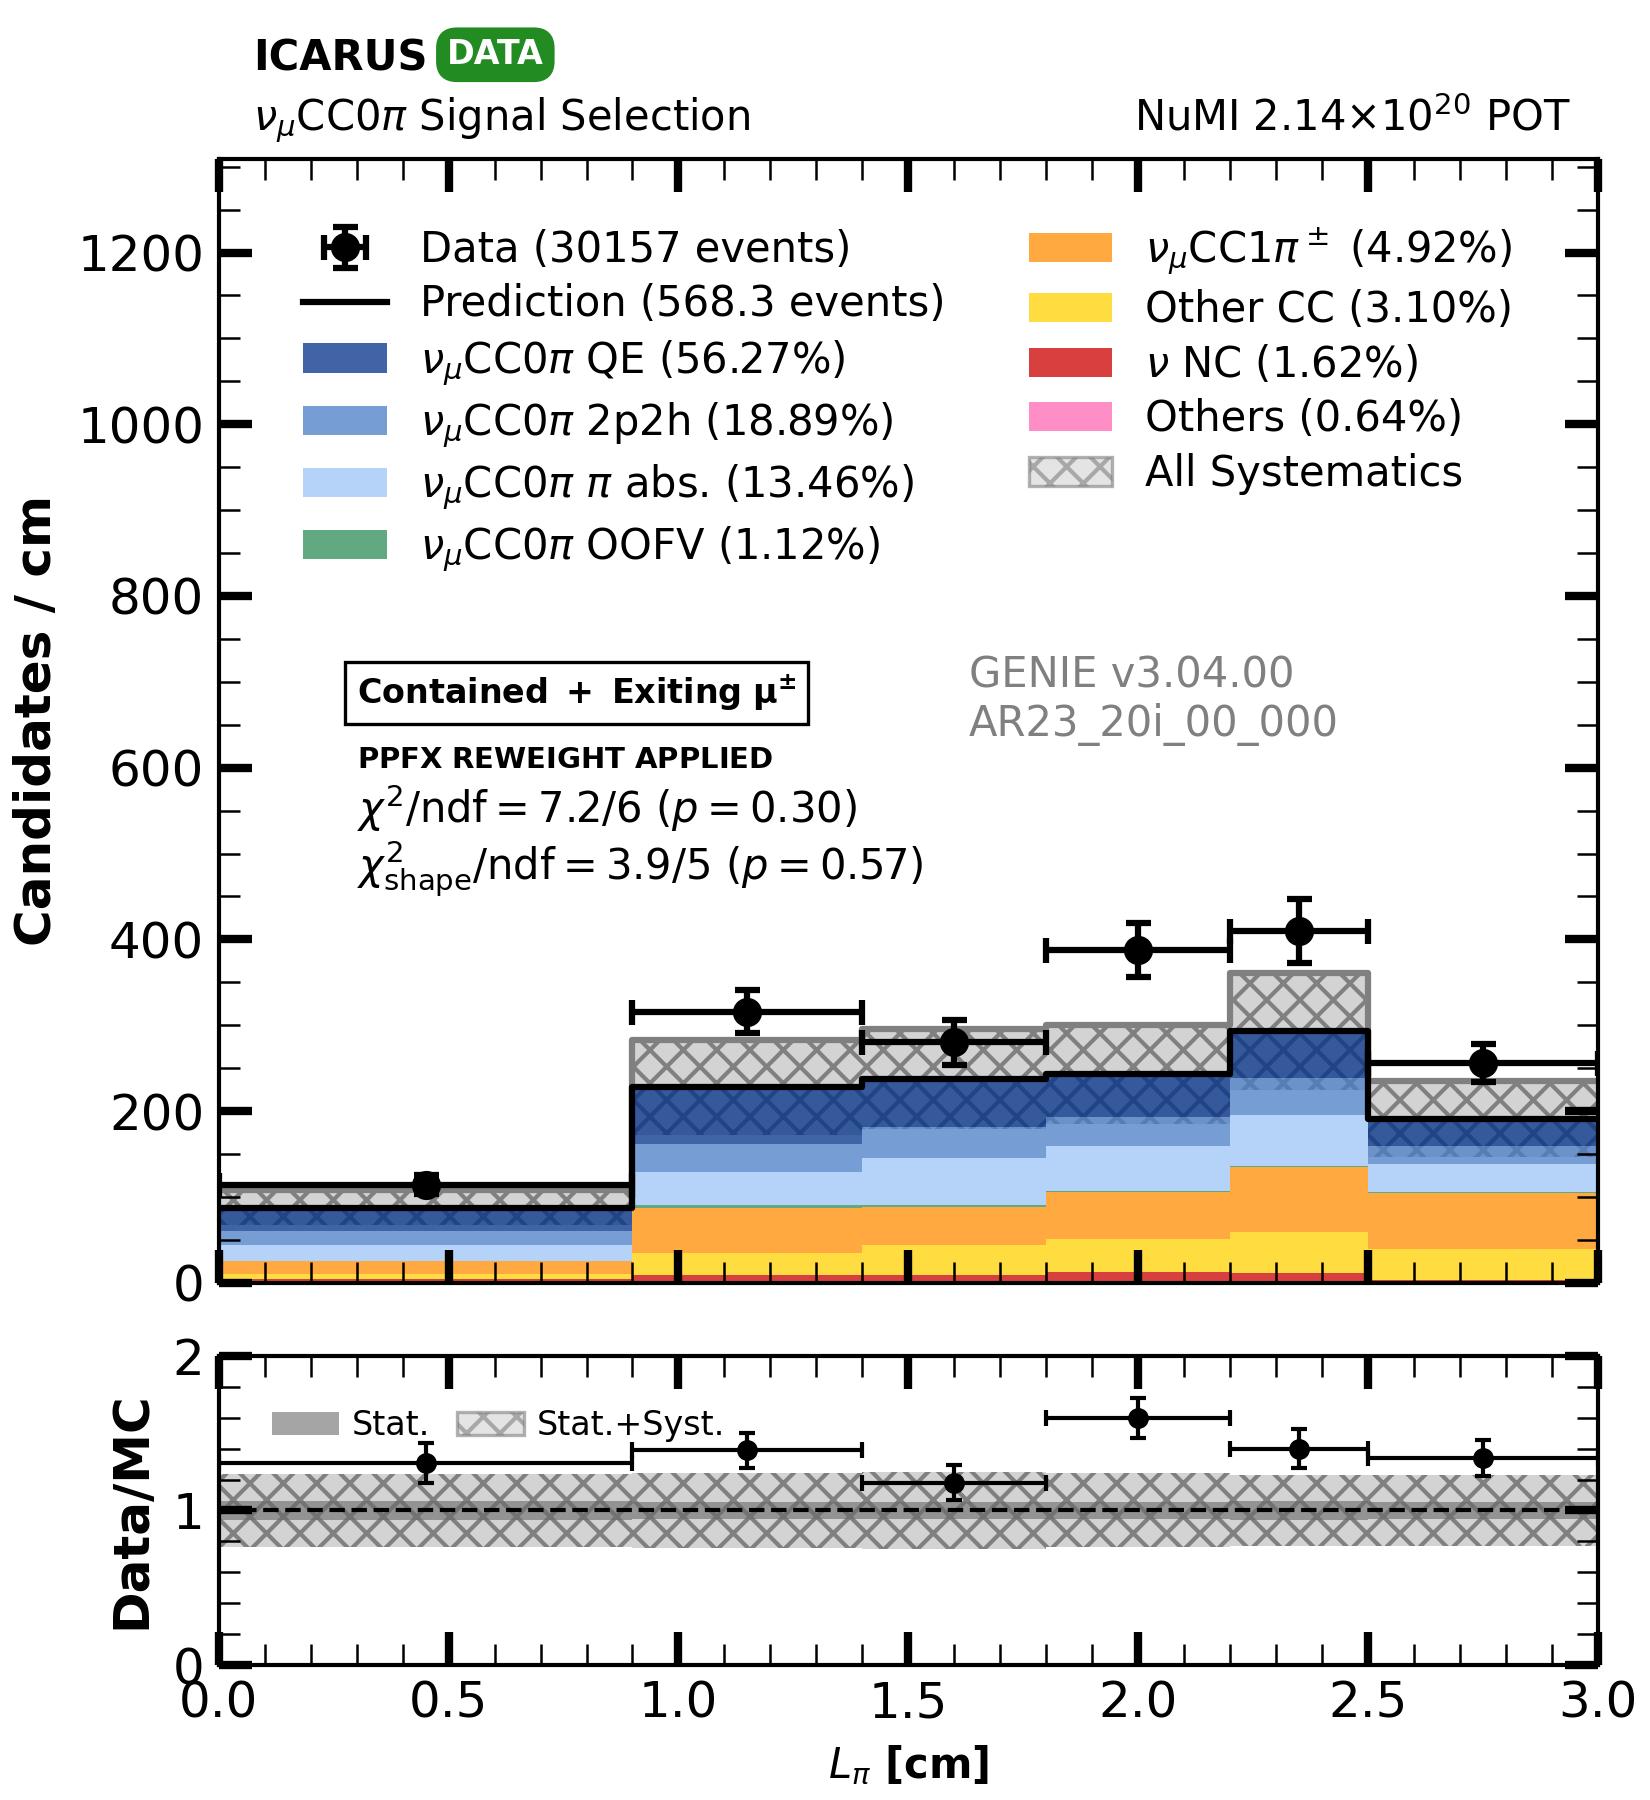 ICARUS DATA
νμCC0π Signal Selection
NuMI 2.14×10²⁰ POT
Data (30157 events)
Prediction (568.3 events)
νμCC0π QE (56.27%)
νμCC0π 2p2h (18.89%)
νμCC0π π abs. (13.46%)
νμCC0π OOFV (1.12%)
νμCC1π± (4.92%)
Other CC (3.10%)
ν NC (1.62%)
Others (0.64%)
All Systematics
Contained + Exiting μ±
PPFX REWEIGHT APPLIED
χ²/ndf = 7.2/6 (p = 0.30)
χ²shape/ndf = 3.9/5 (p = 0.57)
GENIE v3.04.00
AR23_20i_00_000
Candidates / cm
1200
1000
800
600
400
200
0
Data/MC
2
1
0
Stat.
Stat.+Syst.
0.0 0.5 1.0 1.5 2.0 2.5 3.0
Lπ [cm]